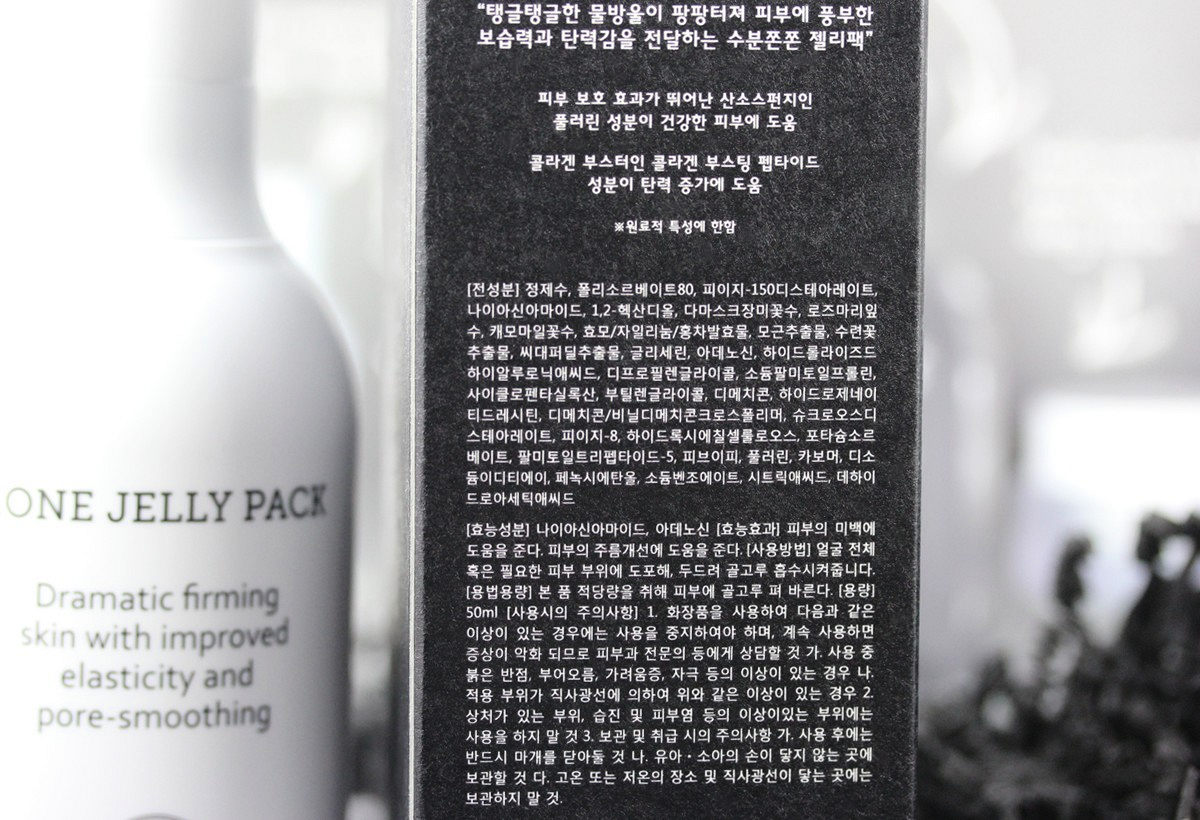 “탱글탱글한 물방울이 팡팡터져 피부에 풍부한
보습력과 탄력감을 전달하는 수분쫀쫀 젤리팩”
피부 보호 효과가 뛰어난 산소스펀지인
풀러린 성분이 건강한 피부에 도움
콜라겐 부스터인 콜라겐 부스팅 펩타이드
성분이 탄력 증가에 도움
※원료적 특성에 한함
[전성분] 정제수, 폴리소르베이트80, 피이지-150디스테아레이트,
나이아신아마이드, 1,2-헥산디올, 다마스크장미꽃수, 로즈마리잎
수, 캐모마일꽃수, 효모/자일리눔/홍차발효물, 모근추출물, 수련꽃
추출물, 씨대퍼딜추출물, 글리세린, 아데노신, 하이드롤라이즈드
하이알루로닉애씨드, 디프로필렌글라이콜, 소듐팔미토일프롤린,
사이클로펜타실록산, 부틸렌글라이콜, 디메치콘, 하이드로제네이
티드레시틴, 디메치콘/비닐디메치콘크로스폴리머, 슈크로오스디
스테아레이트, 피이지-8, 하이드록시에칠셀룰로오스, 포타슘소르
베이트, 팔미토일트리펩타이드-5, 피브이피, 풀러린, 카보머, 디소
듐이디티에이, 페녹시에탄올, 소듐벤조에이트, 시트릭애씨드, 데하이
드로아세틱애씨드
[효능성분] 나이아신아마이드, 아데노신 [효능효과] 피부의 미백에
도움을 준다. 피부의 주름개선에 도움을 준다. [사용방법] 얼굴 전체
혹은 필요한 피부 부위에 도포해, 두드려 골고루 흡수시켜줍니다.
[용법용량] 본 품 적당량을 취해 피부에 골고루 펴 바른다. [용량]
50ml [사용시의 주의사항] 1. 화장품을 사용하여 다음과 같은
이상이 있는 경우에는 사용을 중지하여야 하며, 계속 사용하면
증상이 악화 되므로 피부과 전문의 등에게 상담할 것 가. 사용 중
붉은 반점, 부어오름, 가려움증, 자극 등의 이상이 있는 경우 나.
적용 부위가 직사광선에 의하여 위와 같은 이상이 있는 경우 2.
상처가 있는 부위, 습진 및 피부염 등의 이상이있는 부위에는
사용을 하지 말 것 3. 보관 및 취급 시의 주의사항 가. 사용 후에는
반드시 마개를 닫아둘 것 나. 유아·소아의 손이 닿지 않는 곳에
보관할 것 다. 고온 또는 저온의 장소 및 직사광선이 닿는 곳에는
보관하지 말 것.
ONE JELLY PACK
Dramatic firming
skin with improved
elasticity and
pore-smoothing